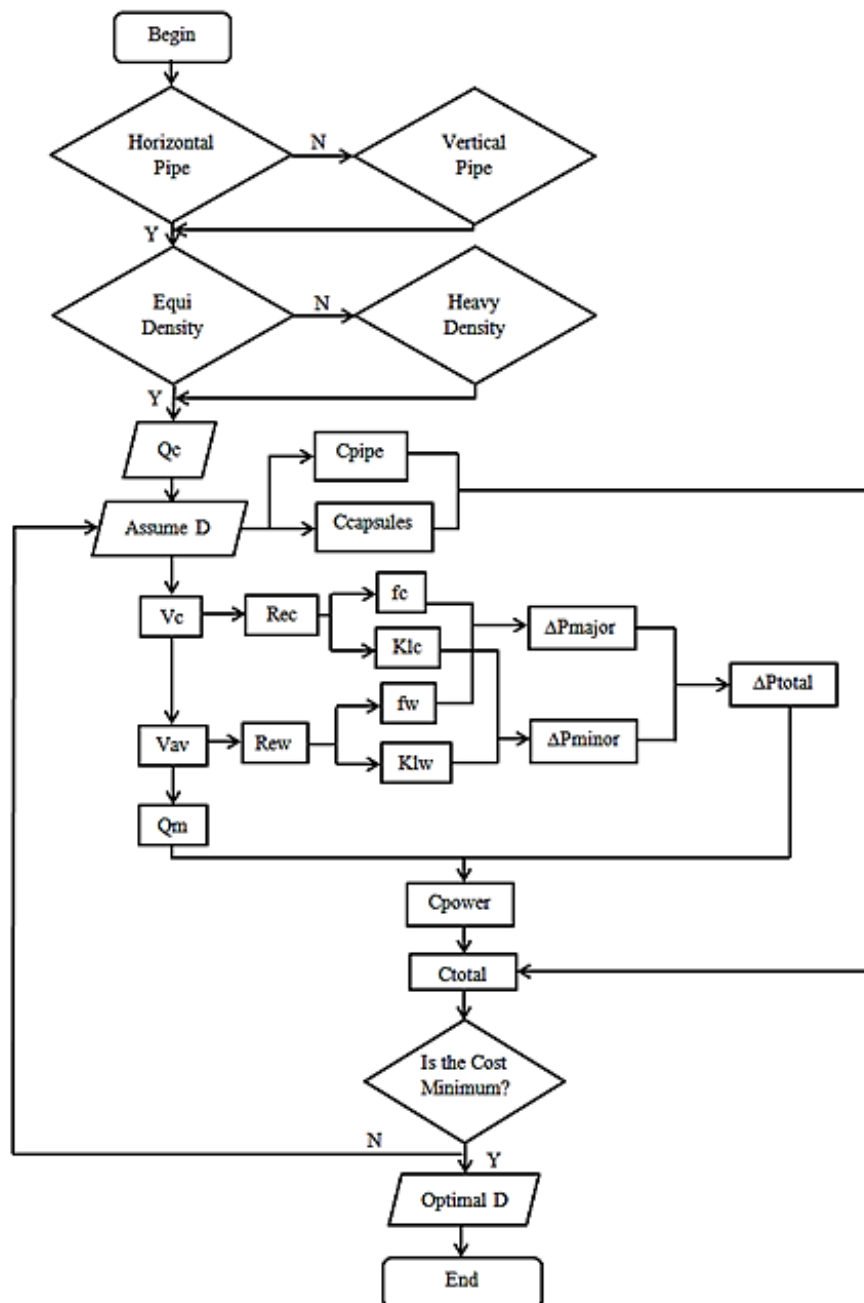 Begin
Horizontal
Pipe
N
Vertical
Pipe
Y
Equi
Density
N
Heavy
Density
Y
Qc
Cpipe
Assume D
Ccapsules
Vc
Rec
fc
Klc
ΔPmajor
ΔPtotal
fw
Vav
Rew
Klw
ΔPminor
Qm
Cpower
Ctotal
Is the Cost
Minimum?
N
Y
Optimal D
End